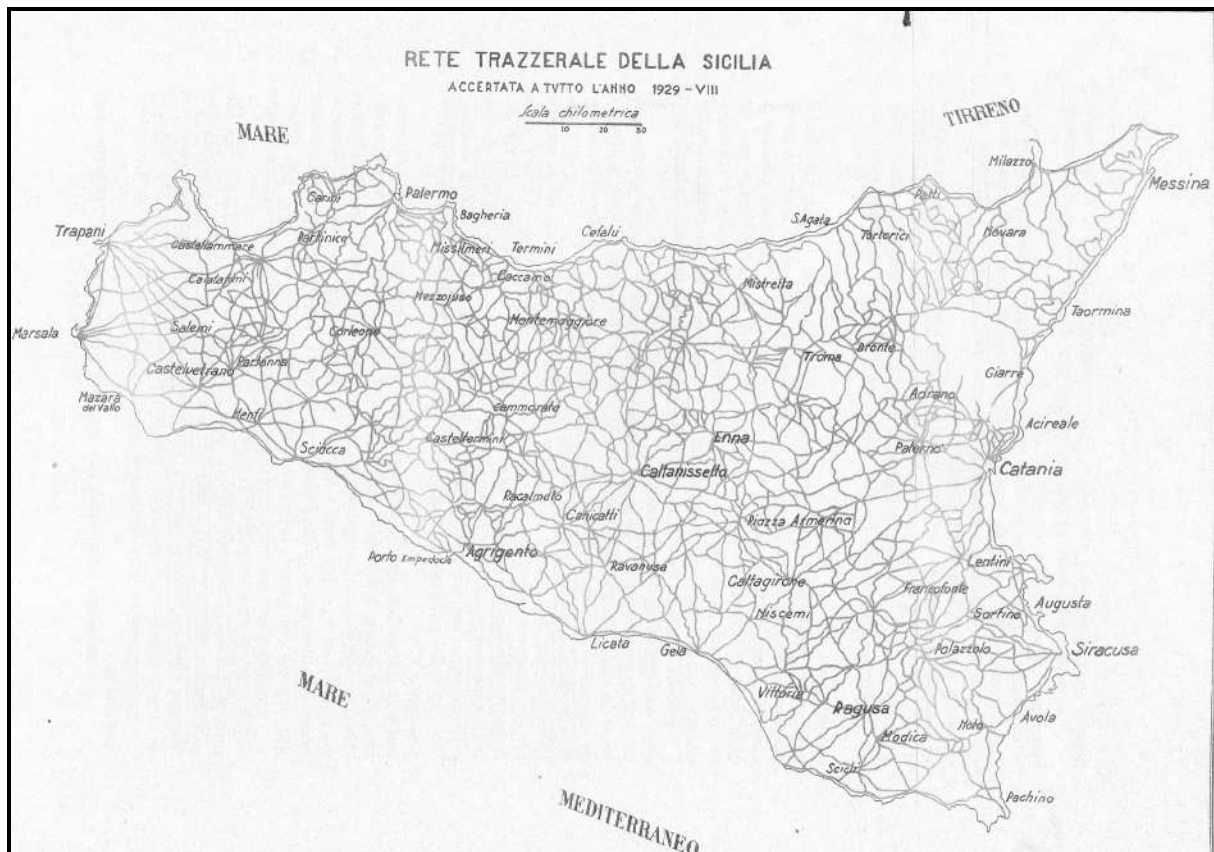 RETE TRAZZERALE DELLA SICILIA
ACCERTATA A TVTTO L'ANNO 1929-VIII
Scala chilometrica
10 20 50
MARE
TIRRENO
Milazzo
Messina
Carini
Palermo
Patti
Bagheria
Trapani
Castellammare
Partinico
Missilmeri
Termini
Cefalù
S.Agata
Tortorici
Novara
Calatafimi
Caccamo
Mezzojuso
Mistretta
Marsala
Salemi
Corleone
Montemaggiore
Taormina
Castelvetrano
Partanna
Troina
Bronte
Giarre
Mazara
del Vallo
Menfi
Cammarata
Adrano
Acireale
Sciacca
Casteltermini
Enna
Paternò
Caltanissetta
Catania
Racalmuto
Canicatti
Piazza Armerina
Porto Empedocle
Agrigento
Ravanusa
Caltagirone
Lentini
Francofonte
Niscemi
Augusta
Sortino
Licata
Gela
Palazzolo
Siracusa
MARE
Vittoria
Ragusa
Avola
Noto
Modica
Scicli
Pachino
MEDITERRANEO